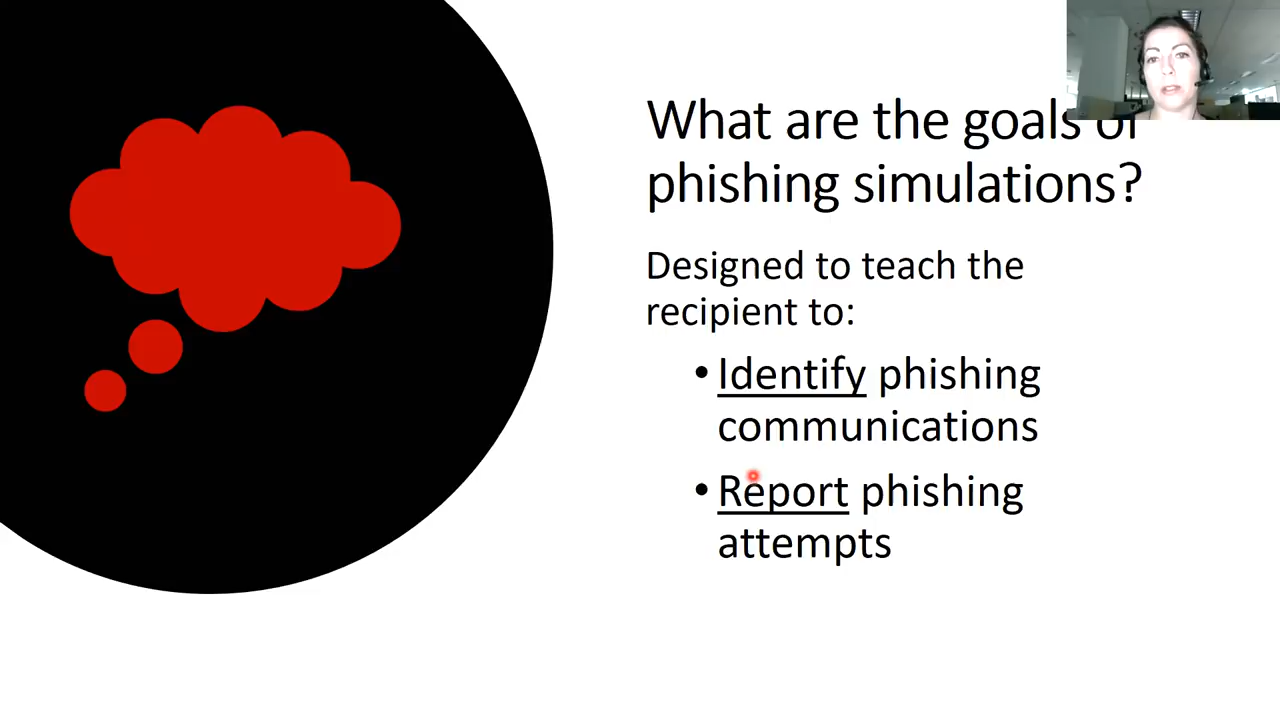 What are the goals of
phishing simulations?
Designed to teach the
recipient to:
• Identify phishing
communications
• Report phishing
attempts